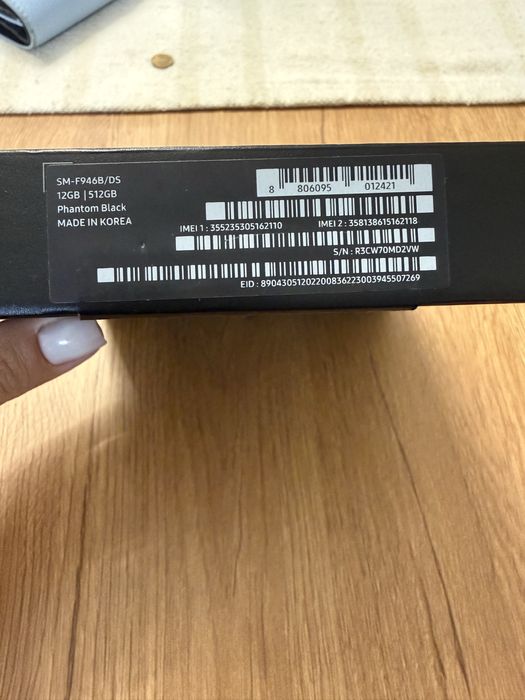 SM-F946B/DS
12GB | 512GB
Phantom Black
MADE IN KOREA
8 806095 012421
IMEI 1 : 355235305162110 IMEI 2 : 358138615162118
S/N : R3CW70MD2VW
EID : 89043051202200836223003945507269